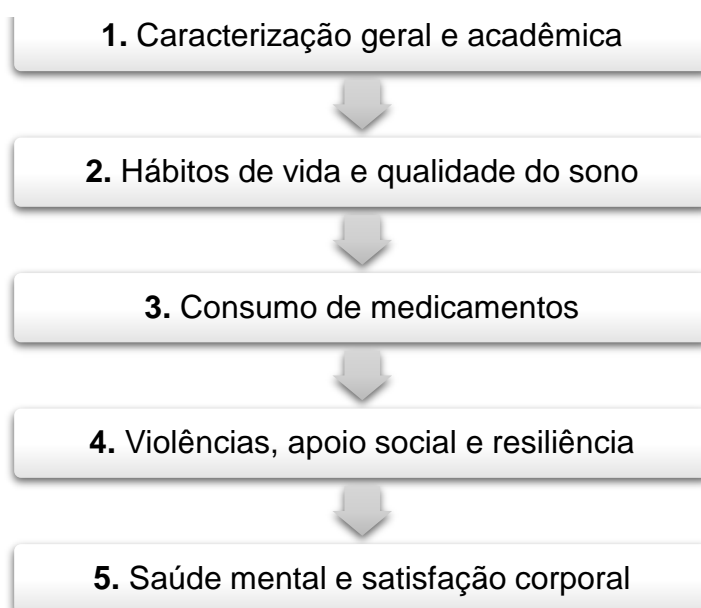 1. Caracterização geral e acadêmica
2. Hábitos de vida e qualidade do sono
3. Consumo de medicamentos
4. Violências, apoio social e resiliência
5. Saúde mental e satisfação corporal